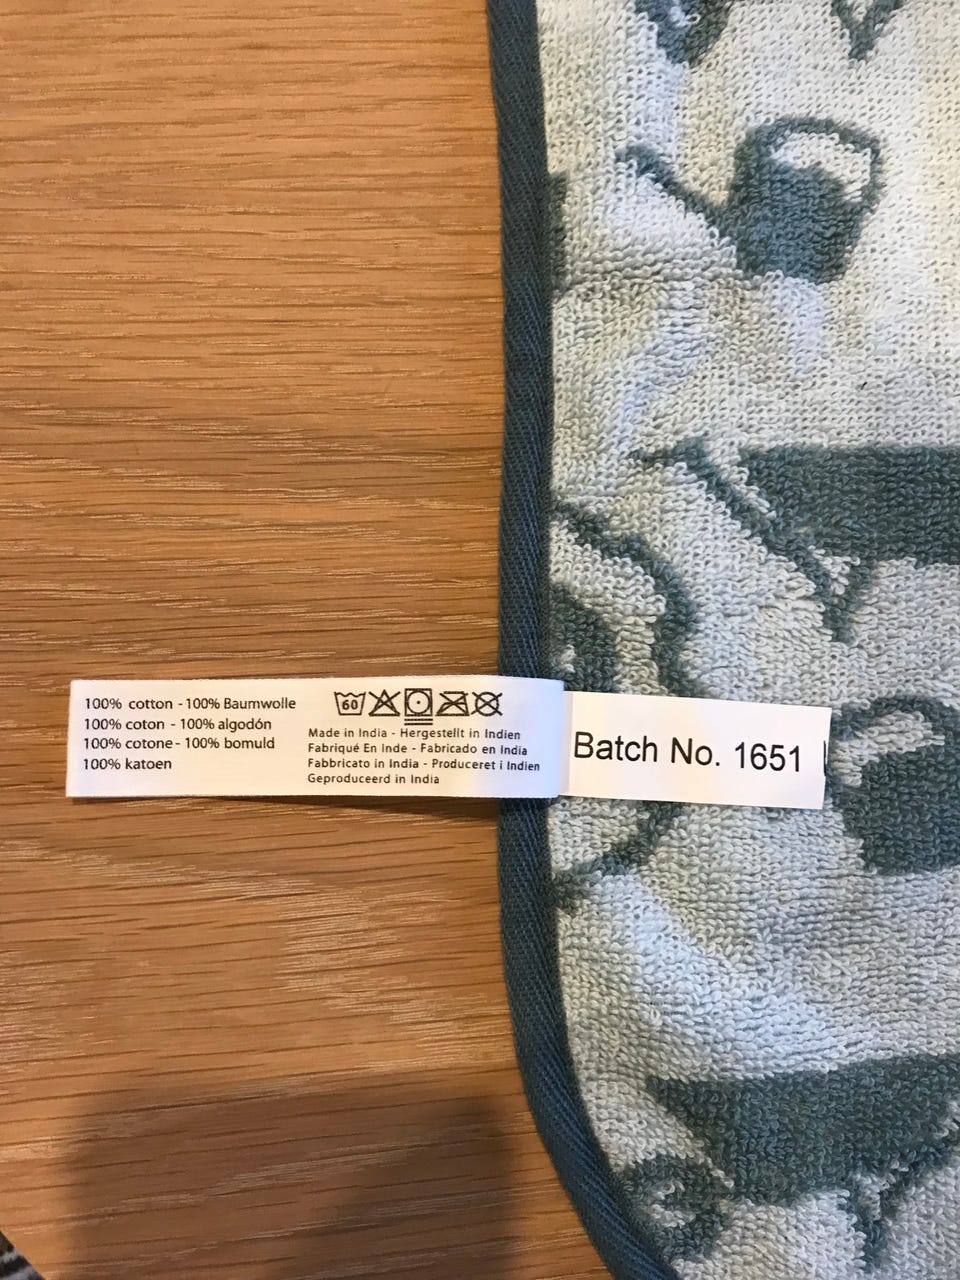 100% cotton - 100% Baumwolle
100% coton - 100% algodón
100% cotone - 100% bomuld
100% katoen
60
Made in India - Hergestellt in Indien
Fabriqué En Inde - Fabricado en India
Fabbricato in India - Produceret i Indien
Geproduceerd in India
Batch No. 1651